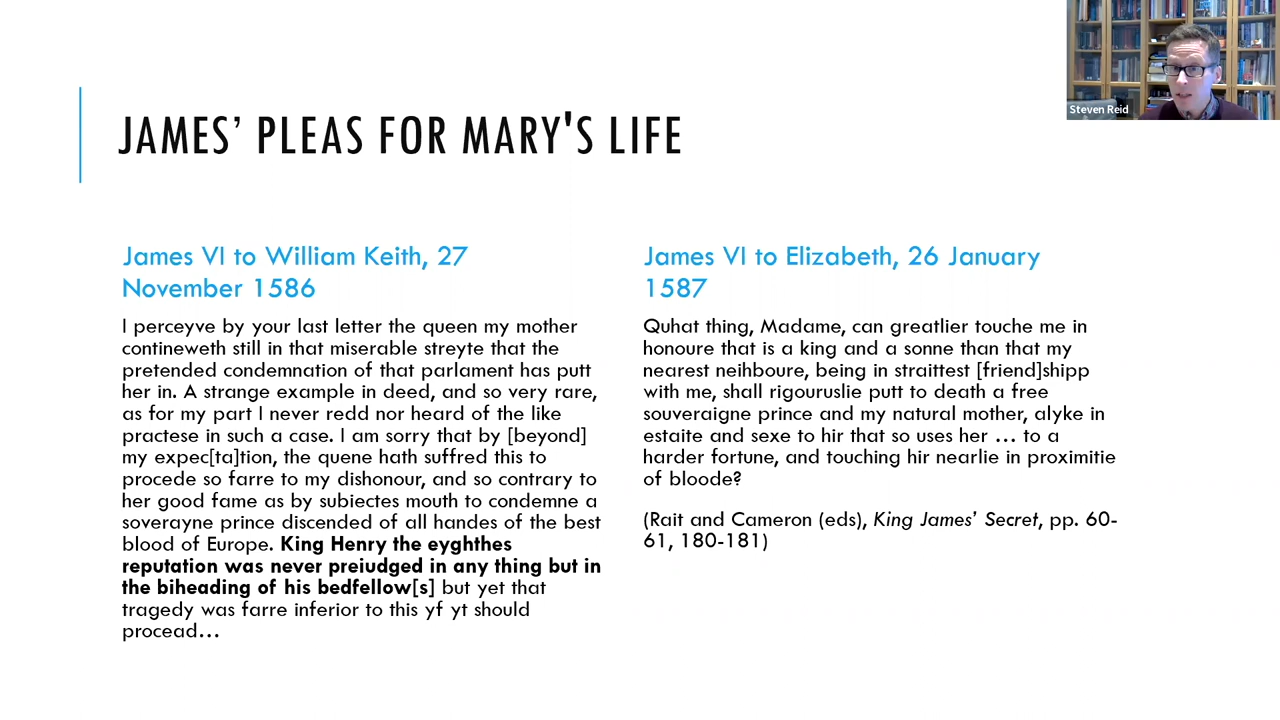 Steven Reid
JAMES’ PLEAS FOR MARY'S LIFE
James VI to William Keith, 27
November 1586
I perceyve by your last letter the queen my mother
contineweth still in that miserable streyte that the
pretended condemnation of that parlament has putt
her in. A strange example in deed, and so very rare,
as for my part I never redd nor heard of the like
practese in such a case. I am sorry that by [beyond]
my expec[ta]tion, the quene hath suffred this to
procede so farre to my dishonour, and so contrary to
her good fame as by subiectes mouth to condemne a
soverayne prince discended of all handes of the best
blood of Europe. King Henry the eyghthes
reputation was never preiudged in any thing but in
the biheading of his bedfellow[s] but yet that
tragedy was farre inferior to this yf yt should
procead…
James VI to Elizabeth, 26 January
1587
Quhat thing, Madame, can greatlier touche me in
honoure that is a king and a sonne than that my
nearest neihboure, being in straittest [friend]shipp
with me, shall rigouruslie putt to death a free
souveraigne prince and my natural mother, alyke in
estaite and sexe to hir that so uses her … to a
harder fortune, and touching hir nearlie in proximitie
of bloode?
(Rait and Cameron (eds), King James’ Secret, pp. 60-
61, 180-181)